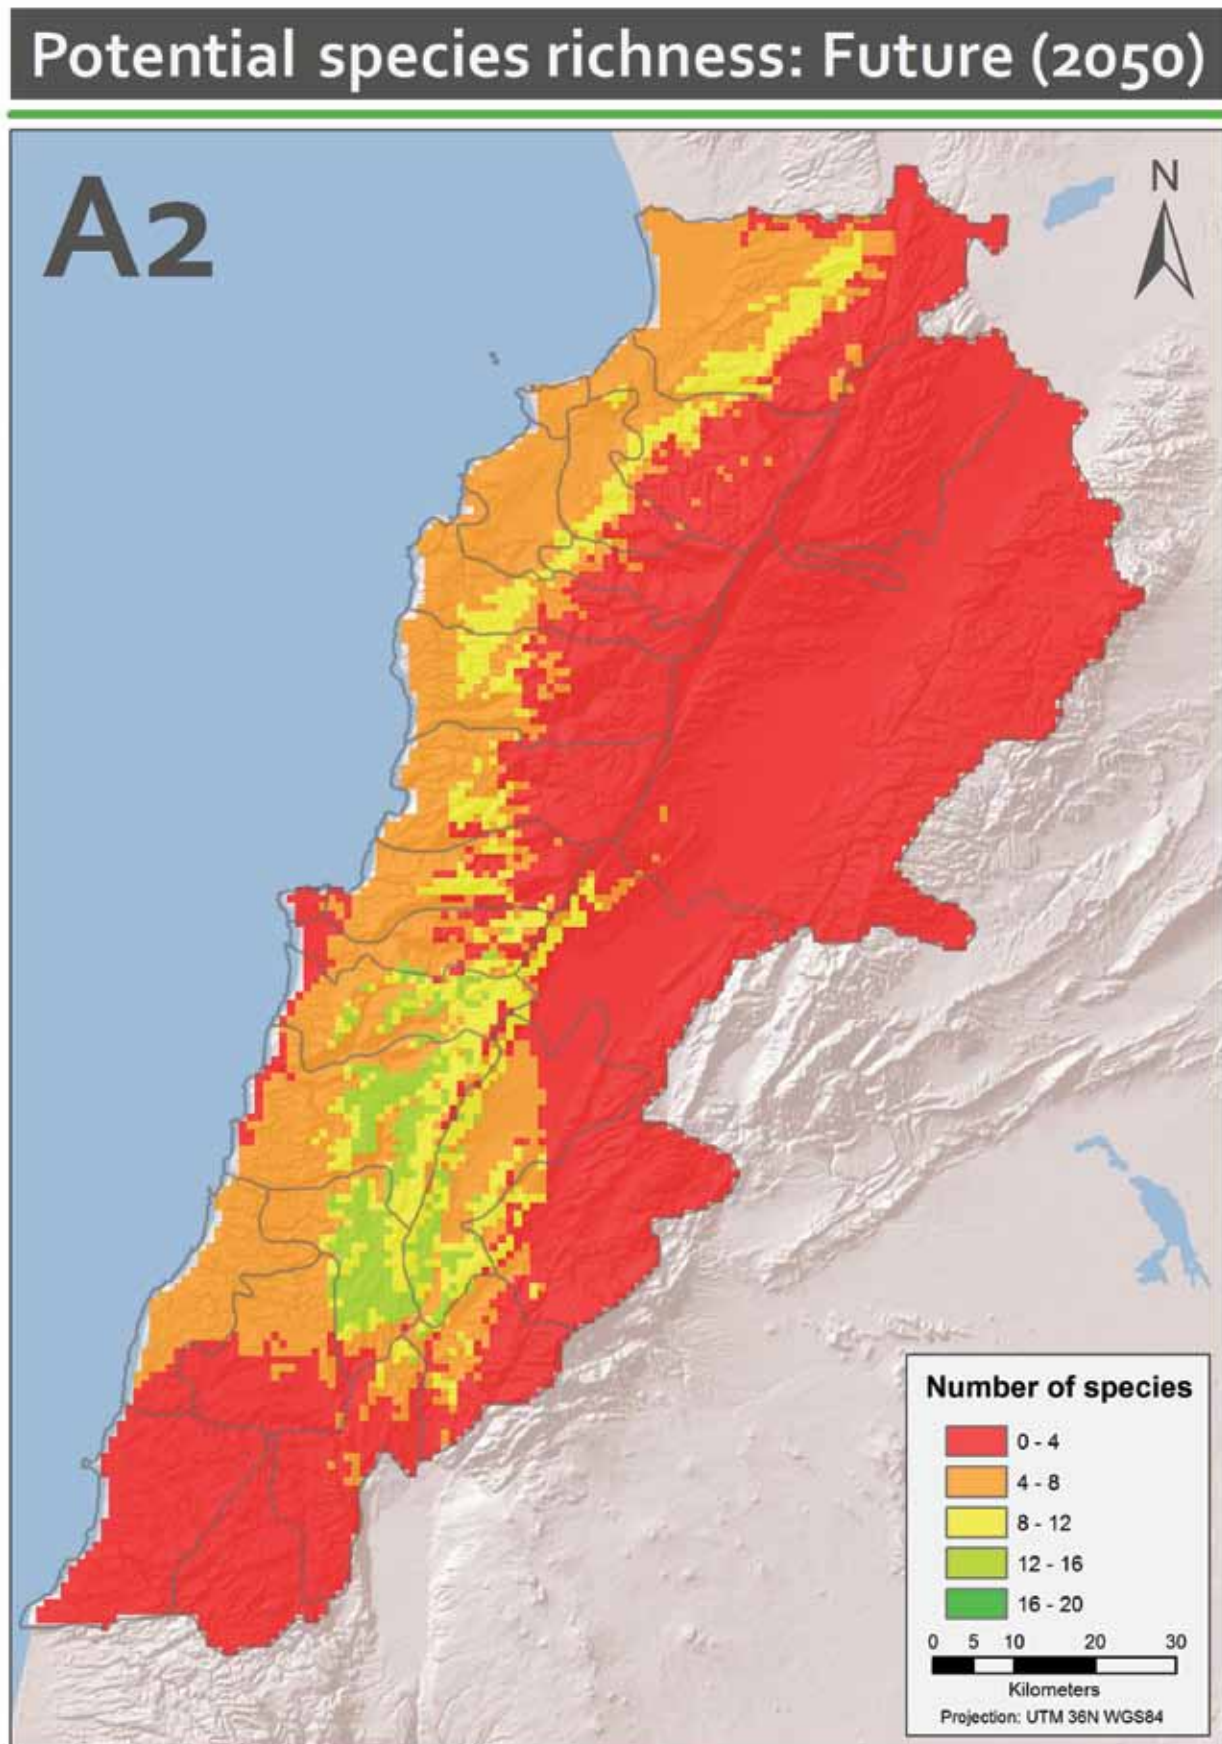 Potential species richness: Future (2050)
A2
N
Number of species
0 - 4
4 - 8
8 - 12
12 - 16
16 - 20
0 5 10 20 30
Kilometers
Projection: UTM 36N WGS84